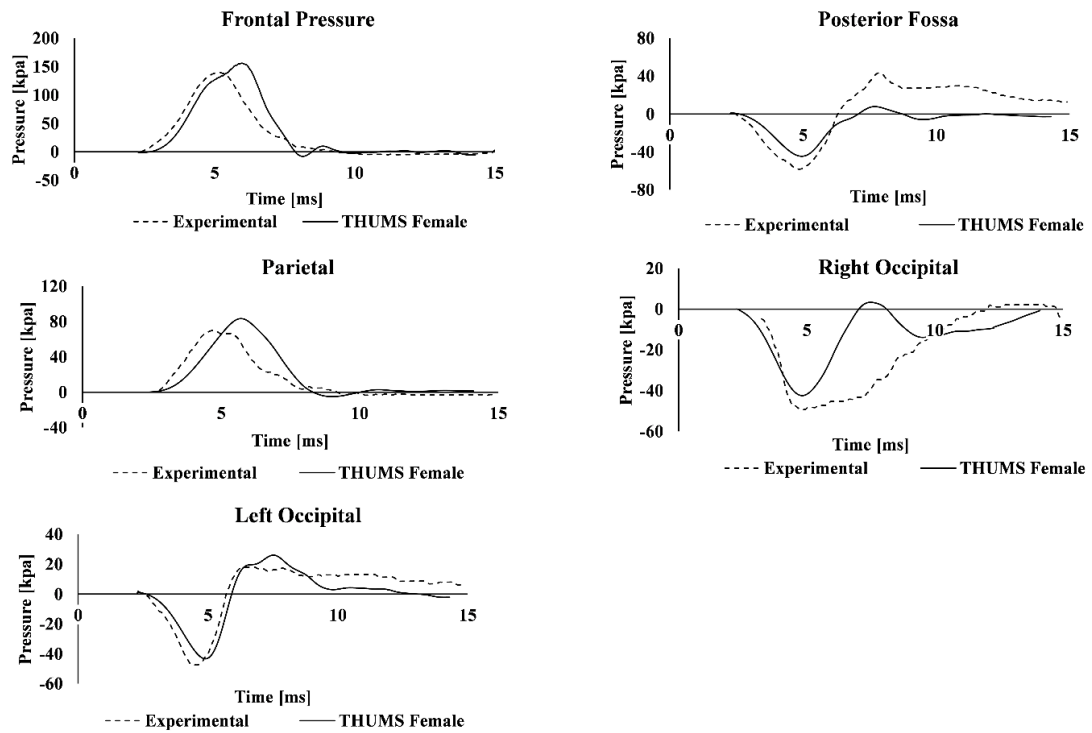 Frontal Pressure
Pressure [kpa]
200
150
100
50
0
-50
0
5
10
15
Time [ms]
Experimental
THUMS Female
Posterior Fossa
Pressure [kpa]
80
40
0
-40
-80
0
5
10
15
Time [ms]
Experimental
THUMS Female
Parietal
Pressure [kpa]
120
80
40
0
-40
0
5
10
15
Time [ms]
Experimental
THUMS Female
Right Occipital
Pressure [kpa]
20
0
-20
-40
-60
0
5
10
15
Time [ms]
Experimental
THUMS Female
Left Occipital
Pressure [kpa]
40
20
0
-20
-40
-60
0
5
10
15
Time [ms]
Experimental
THUMS Female